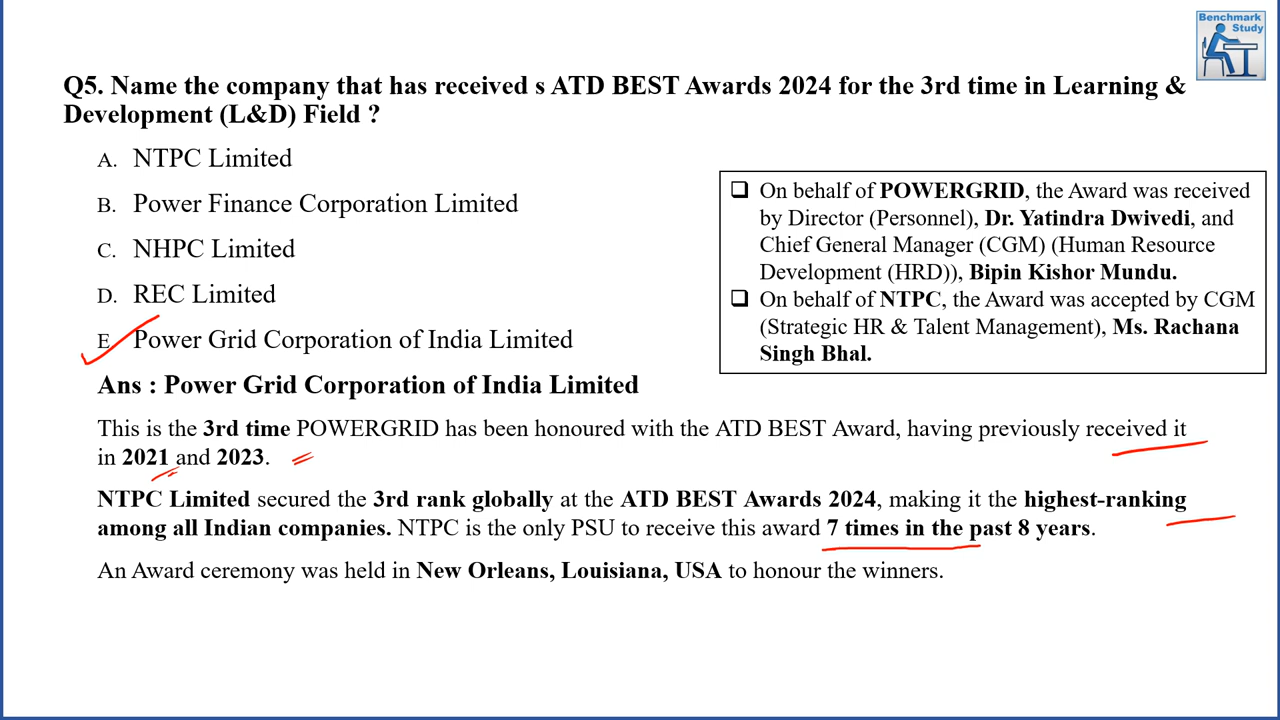 Benchmark
Study
Q5. Name the company that has received s ATD BEST Awards 2024 for the 3rd time in Learning &
Development (L&D) Field ?
A. NTPC Limited
B. Power Finance Corporation Limited
C. NHPC Limited
D. REC Limited
E. Power Grid Corporation of India Limited
Ans : Power Grid Corporation of India Limited
❑ On behalf of POWERGRID, the Award was received
by Director (Personnel), Dr. Yatindra Dwivedi, and
Chief General Manager (CGM) (Human Resource
Development (HRD)), Bipin Kishor Mundu.
❑ On behalf of NTPC, the Award was accepted by CGM
(Strategic HR & Talent Management), Ms. Rachana
Singh Bhal.
This is the 3rd time POWERGRID has been honoured with the ATD BEST Award, having previously received it
in 2021 and 2023.
NTPC Limited secured the 3rd rank globally at the ATD BEST Awards 2024, making it the highest-ranking
among all Indian companies. NTPC is the only PSU to receive this award 7 times in the past 8 years.
An Award ceremony was held in New Orleans, Louisiana, USA to honour the winners.